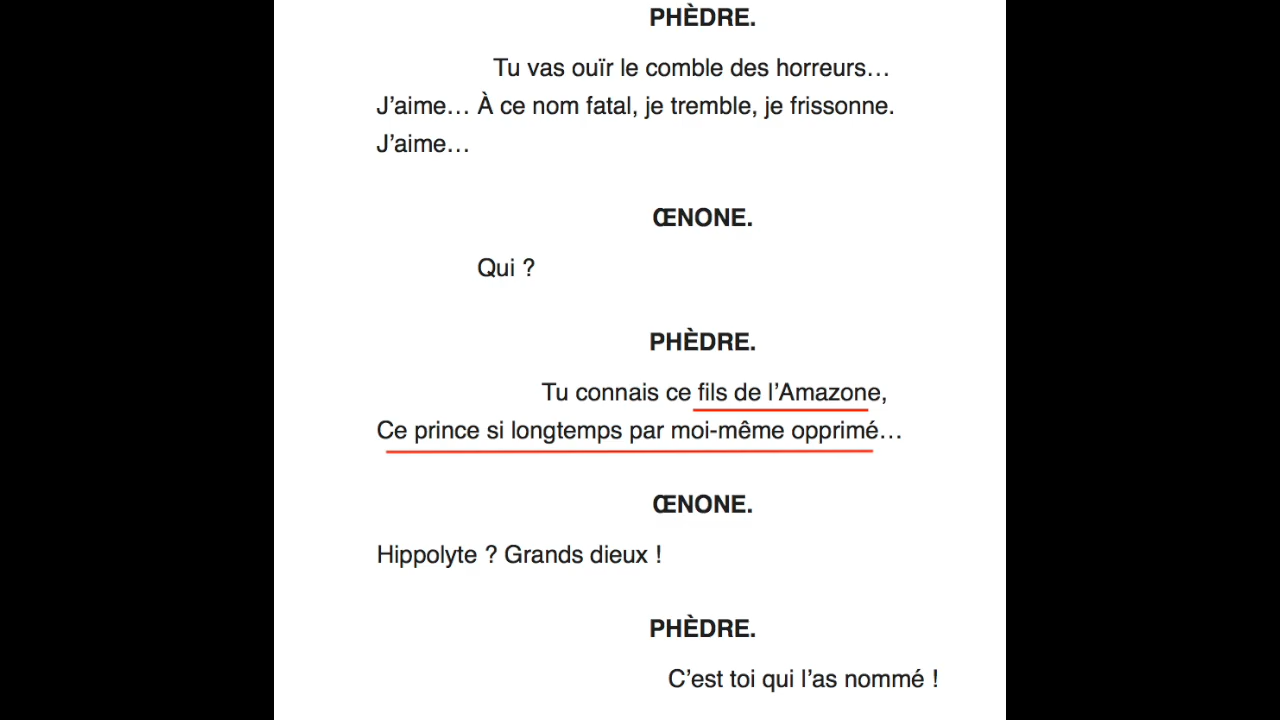 PHÈDRE.
Tu vas ouïr le comble des horreurs…
J’aime… À ce nom fatal, je tremble, je frissonne.
J’aime…
ŒNONE.
Qui ?
PHÈDRE.
Tu connais ce fils de l’Amazone,
Ce prince si longtemps par moi-même opprimé…
ŒNONE.
Hippolyte ? Grands dieux !
PHÈDRE.
C’est toi qui l’as nommé !